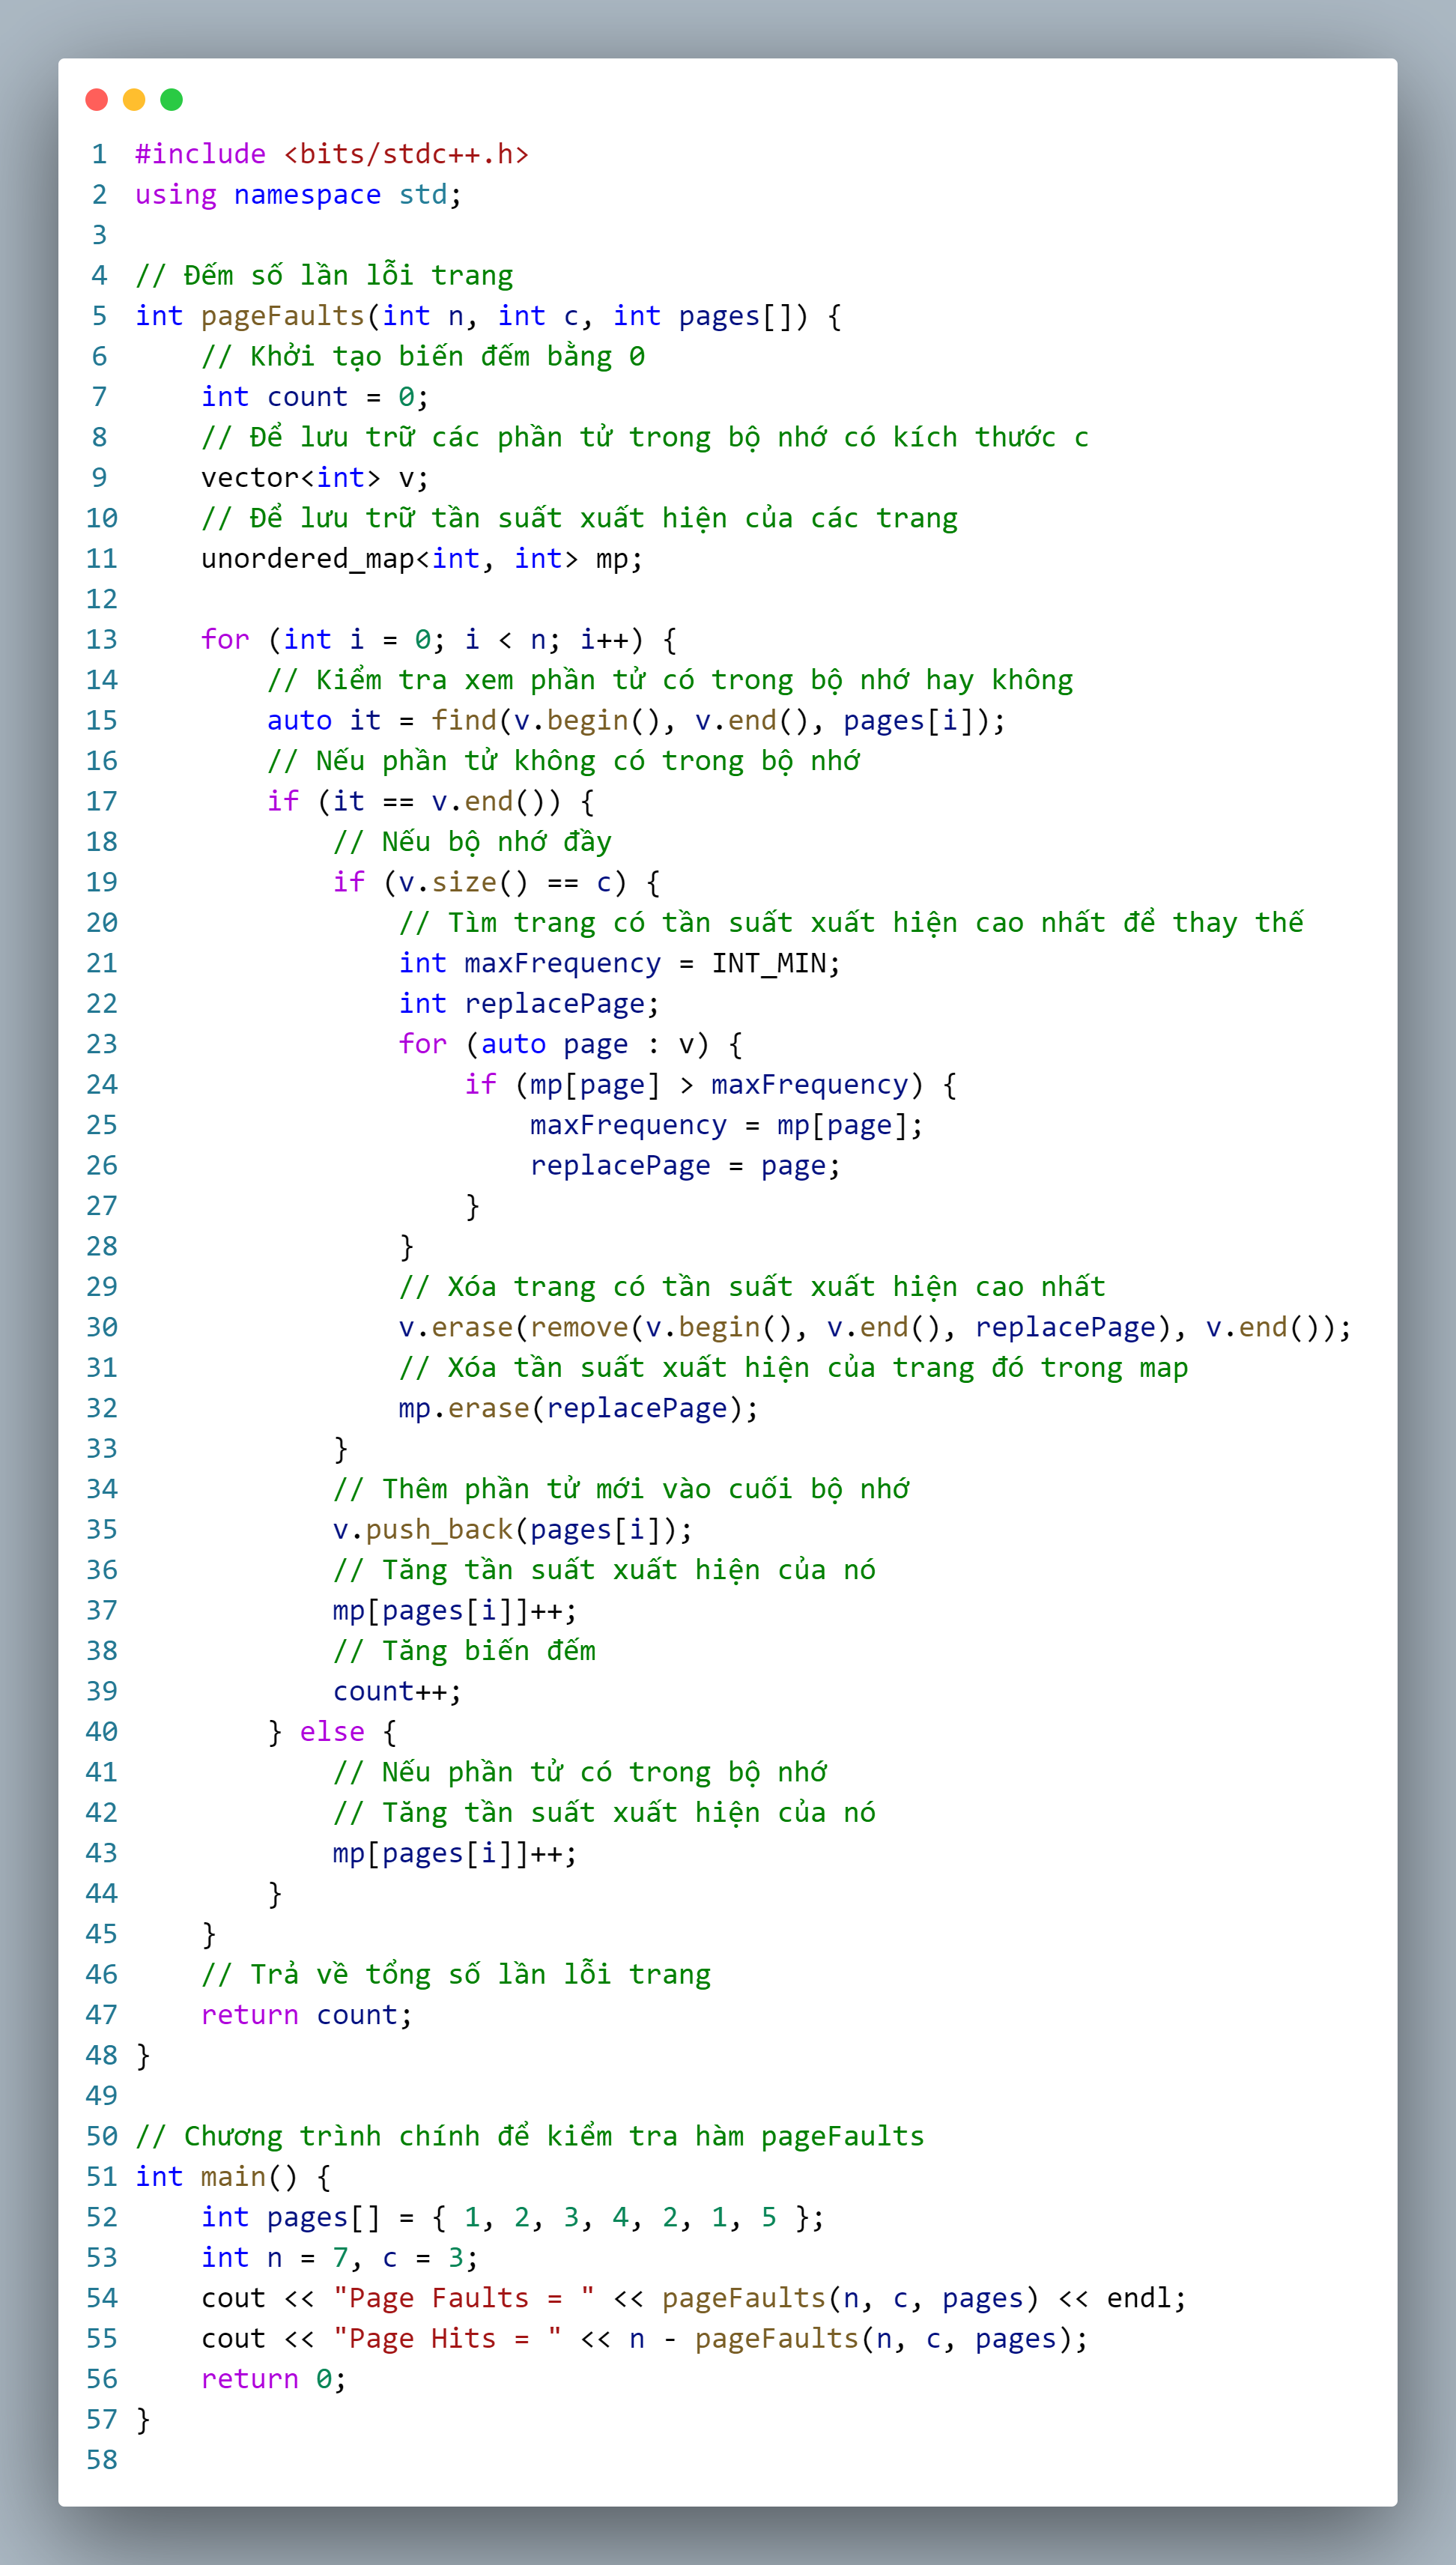 1 #include <bits/stdc++.h>
2 using namespace std;
3
4 // Đếm số lần lỗi trang
5 int pageFaults(int n, int c, int pages[]) {
6     // Khởi tạo biến đếm bằng 0
7     int count = 0;
8     // Để lưu trữ các phần tử trong bộ nhớ có kích thước c
9     vector<int> v;
10     // Để lưu trữ tần suất xuất hiện của các trang
11     unordered_map<int, int> mp;
12
13     for (int i = 0; i < n; i++) {
14         // Kiểm tra xem phần tử có trong bộ nhớ hay không
15         auto it = find(v.begin(), v.end(), pages[i]);
16         // Nếu phần tử không có trong bộ nhớ
17         if (it == v.end()) {
18             // Nếu bộ nhớ đầy
19             if (v.size() == c) {
20                 // Tìm trang có tần suất xuất hiện cao nhất để thay thế
21                 int maxFrequency = INT_MIN;
22                 int replacePage;
23                 for (auto page : v) {
24                     if (mp[page] > maxFrequency) {
25                         maxFrequency = mp[page];
26                         replacePage = page;
27                     }
28                 }
29                 // Xóa trang có tần suất xuất hiện cao nhất
30                 v.erase(remove(v.begin(), v.end(), replacePage), v.end());
31                 // Xóa tần suất xuất hiện của trang đó trong map
32                 mp.erase(replacePage);
33             }
34             // Thêm phần tử mới vào cuối bộ nhớ
35             v.push_back(pages[i]);
36             // Tăng tần suất xuất hiện của nó
37             mp[pages[i]]++;
38             // Tăng biến đếm
39             count++;
40         } else {
41             // Nếu phần tử có trong bộ nhớ
42             // Tăng tần suất xuất hiện của nó
43             mp[pages[i]]++;
44         }
45     }
46     // Trả về tổng số lần lỗi trang
47     return count;
48 }
49
50 // Chương trình chính để kiểm tra hàm pageFaults
51 int main() {
52     int pages[] = { 1, 2, 3, 4, 2, 1, 5 };
53     int n = 7, c = 3;
54     cout << "Page Faults = " << pageFaults(n, c, pages) << endl;
55     cout << "Page Hits = " << n - pageFaults(n, c, pages);
56     return 0;
57 }
58